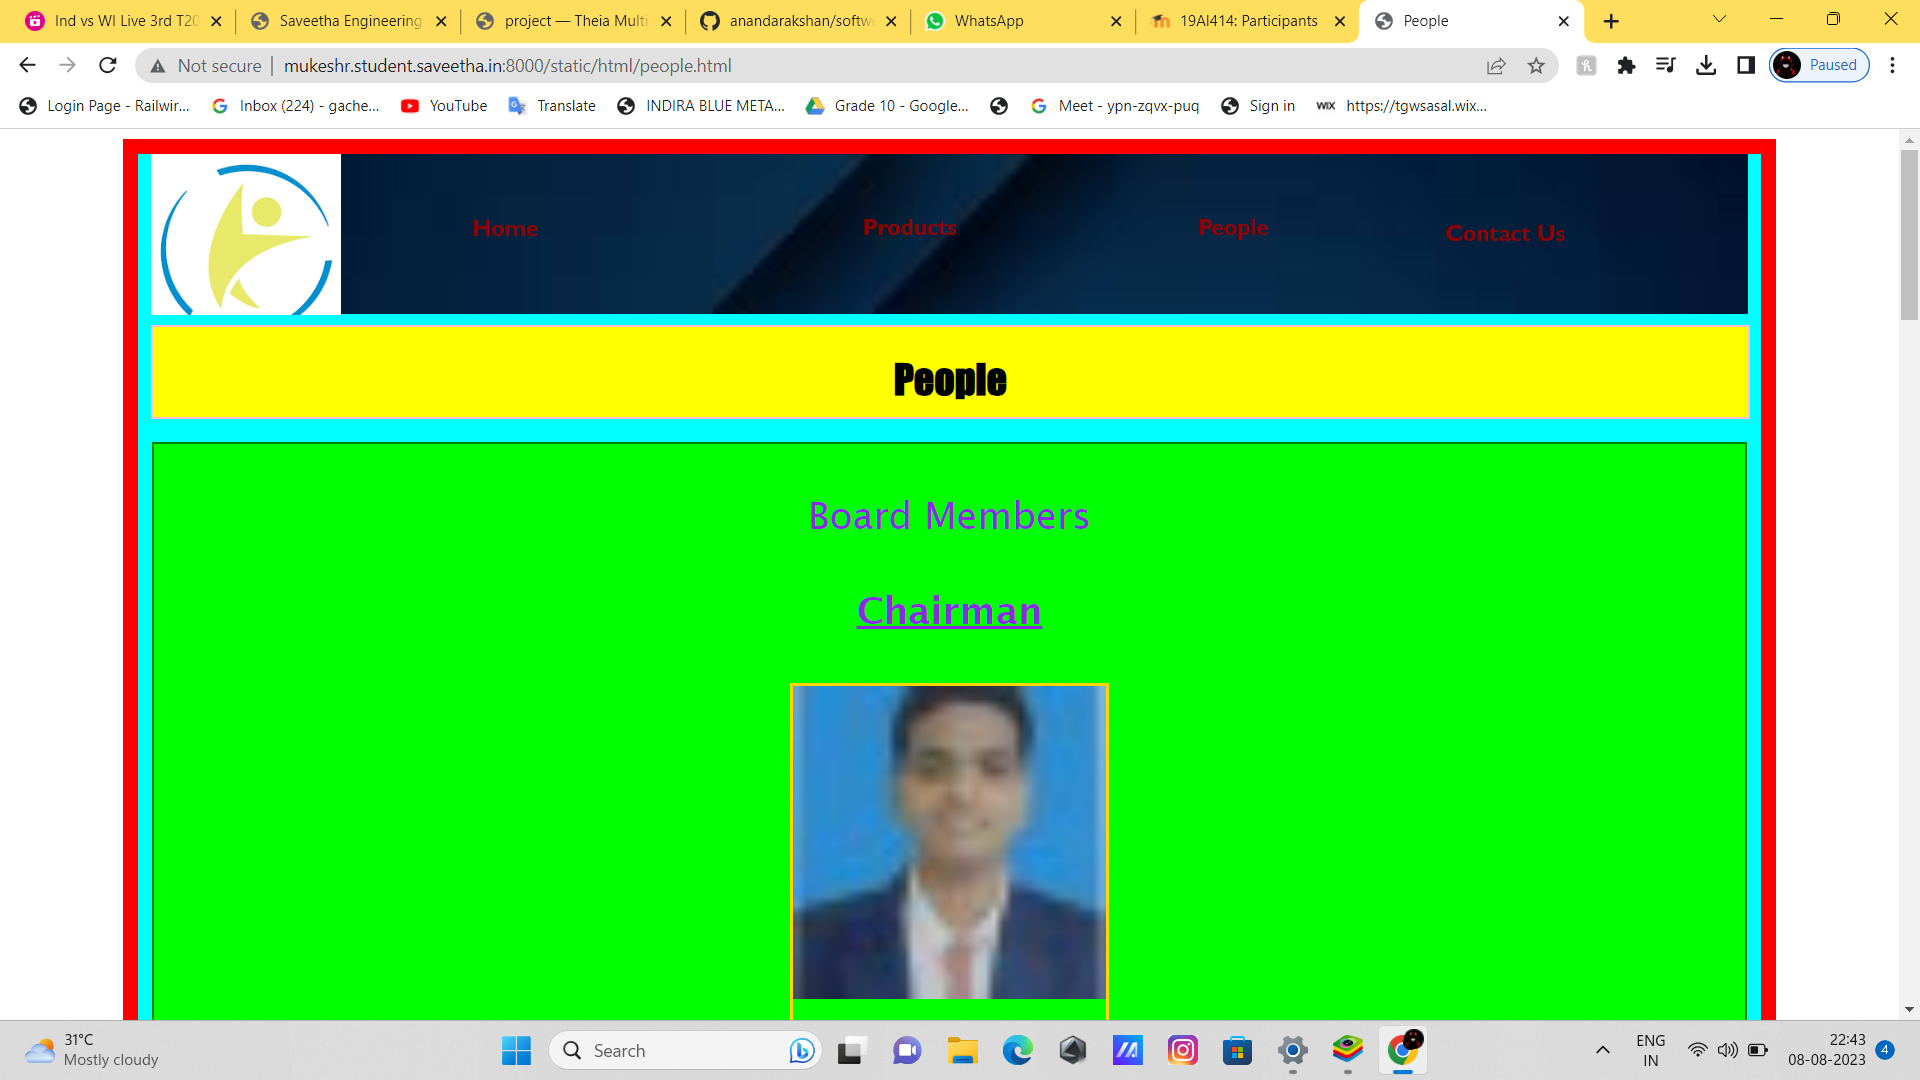 Ind vs WI Live 3rd T20
Saveetha Engineering
project — Theia Multi
anandarakshan/softwe
WhatsApp
19AI414: Participants
People
Not secure
mukeshr.student.saveetha.in:8000/static/html/people.html
Paused
Login Page - Railwir...
Inbox (224) - gache...
YouTube
Translate
INDIRA BLUE META...
Grade 10 - Google...
Meet - ypn-zqvx-puq
Sign in
WIX
https://tgwsasal.wix...
Home
Products
People
Contact Us
People
Board Members
Chairman
31°C
Mostly cloudy
Search
ENG
IN
22:43
08-08-2023
4